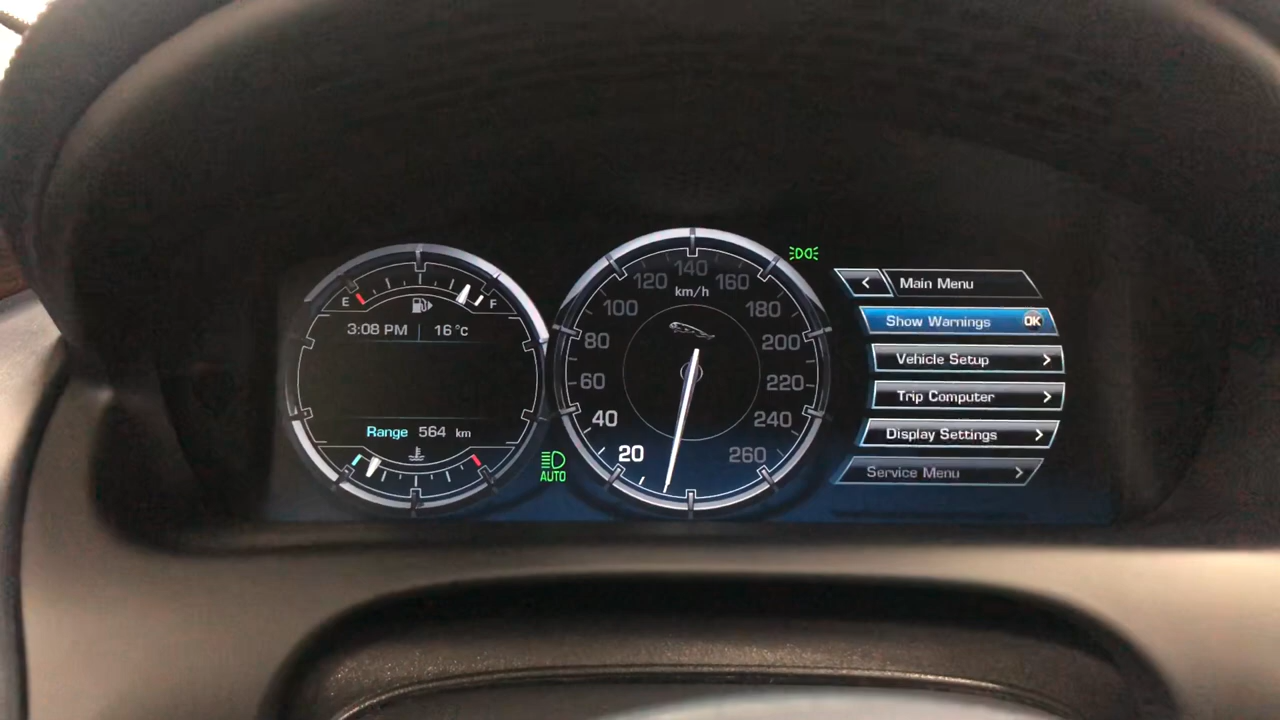 E
F
3:08 PM
16 °C
Range 564 km
AUTO
20
40
60
80
100
120
140
160
180
200
220
240
260
km/h
Main Menu
Show Warnings OK
Vehicle Setup
Trip Computer
Display Settings
Service Menu